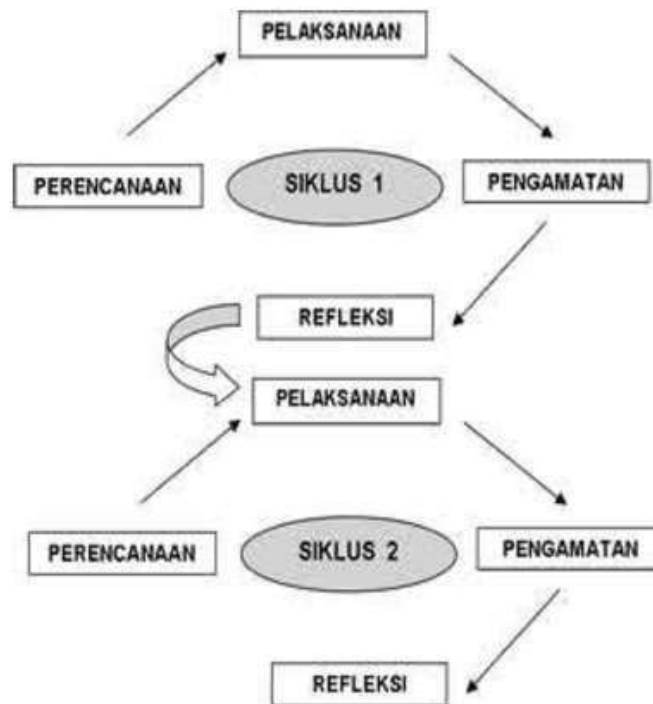 PELAKSANAAN
PERENCANAAN
SIKLUS 1
PENGAMATAN
REFLEKSI
PELAKSANAAN
PERENCANAAN
SIKLUS 2
PENGAMATAN
REFLEKSI